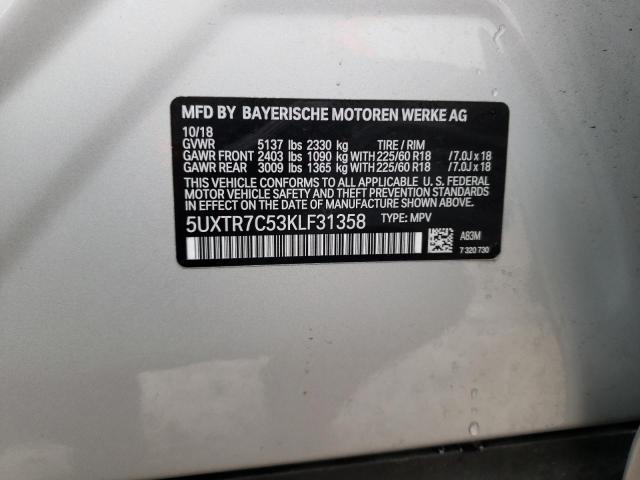 MFD BY BAYERISCHE MOTOREN WERKE AG
10/18
GVWR 5137 lbs 2330 kg TIRE / RIM
GAWR FRONT 2403 lbs 1090 kg WITH 225/60 R18 / 7.0J x 18
GAWR REAR 3009 lbs 1365 kg WITH 225/60 R18 / 7.0J x 18
THIS VEHICLE CONFORMS TO ALL APPLICABLE U. S. FEDERAL
MOTOR VEHICLE SAFETY AND THEFT PREVENTION STANDARDS
IN EFFECT ON THE DATE OF MANUFACTURE SHOWN ABOVE.
5UXTR7C53KLF31358 TYPE: MPV
A83M
7 320 730